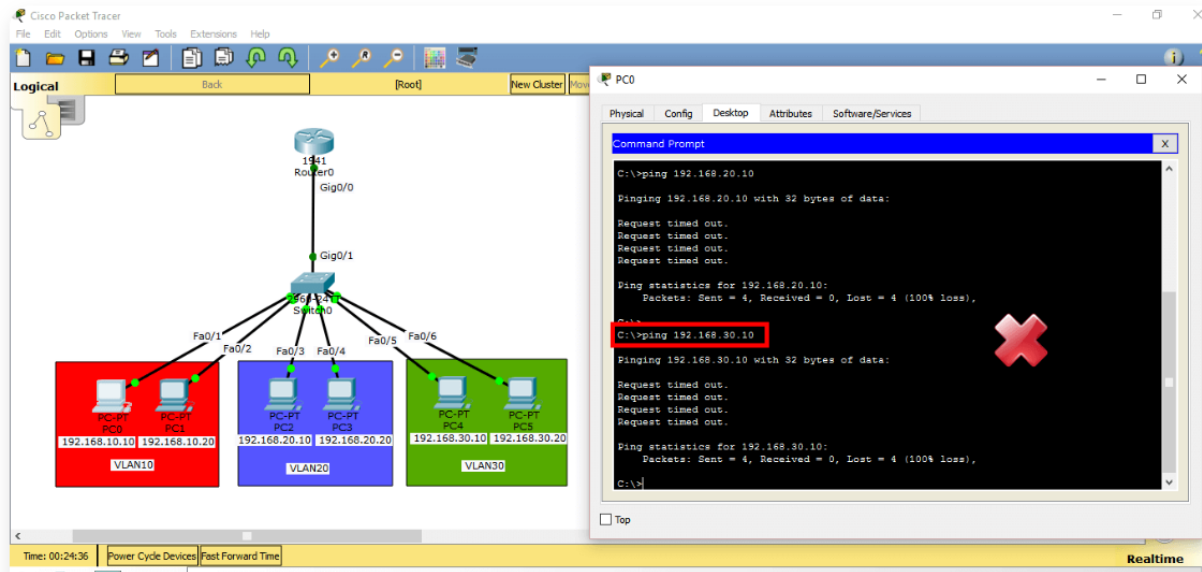 Cisco Packet Tracer
File Edit Options View Tools Extensions Help
Logical
Back
[Root]
New Cluster
1941
Router0
Gig0/0
Gig0/1
Switch0
Fa0/1
Fa0/2
Fa0/3
Fa0/4
Fa0/5
Fa0/6
PC-PT
PC0
192.168.10.10
PC-PT
PC1
192.168.10.20
VLAN10
PC-PT
PC2
192.168.20.10
PC-PT
PC3
192.168.20.20
VLAN20
PC-PT
PC4
192.168.30.10
PC-PT
PC5
192.168.30.20
VLAN30
Time: 00:24:36
Power Cycle Devices
Fast Forward Time
Realtime
PC0
Physical Config Desktop Attributes Software/Services
Command Prompt
X
C:\>ping 192.168.20.10
Pinging 192.168.20.10 with 32 bytes of data:
Request timed out.
Request timed out.
Request timed out.
Request timed out.
Ping statistics for 192.168.20.10:
Packets: Sent = 4, Received = 0, Lost = 4 (100% loss),
C:\>ping 192.168.30.10
Pinging 192.168.30.10 with 32 bytes of data:
Request timed out.
Request timed out.
Request timed out.
Request timed out.
Ping statistics for 192.168.30.10:
Packets: Sent = 4, Received = 0, Lost = 4 (100% loss),
C:\>
Top